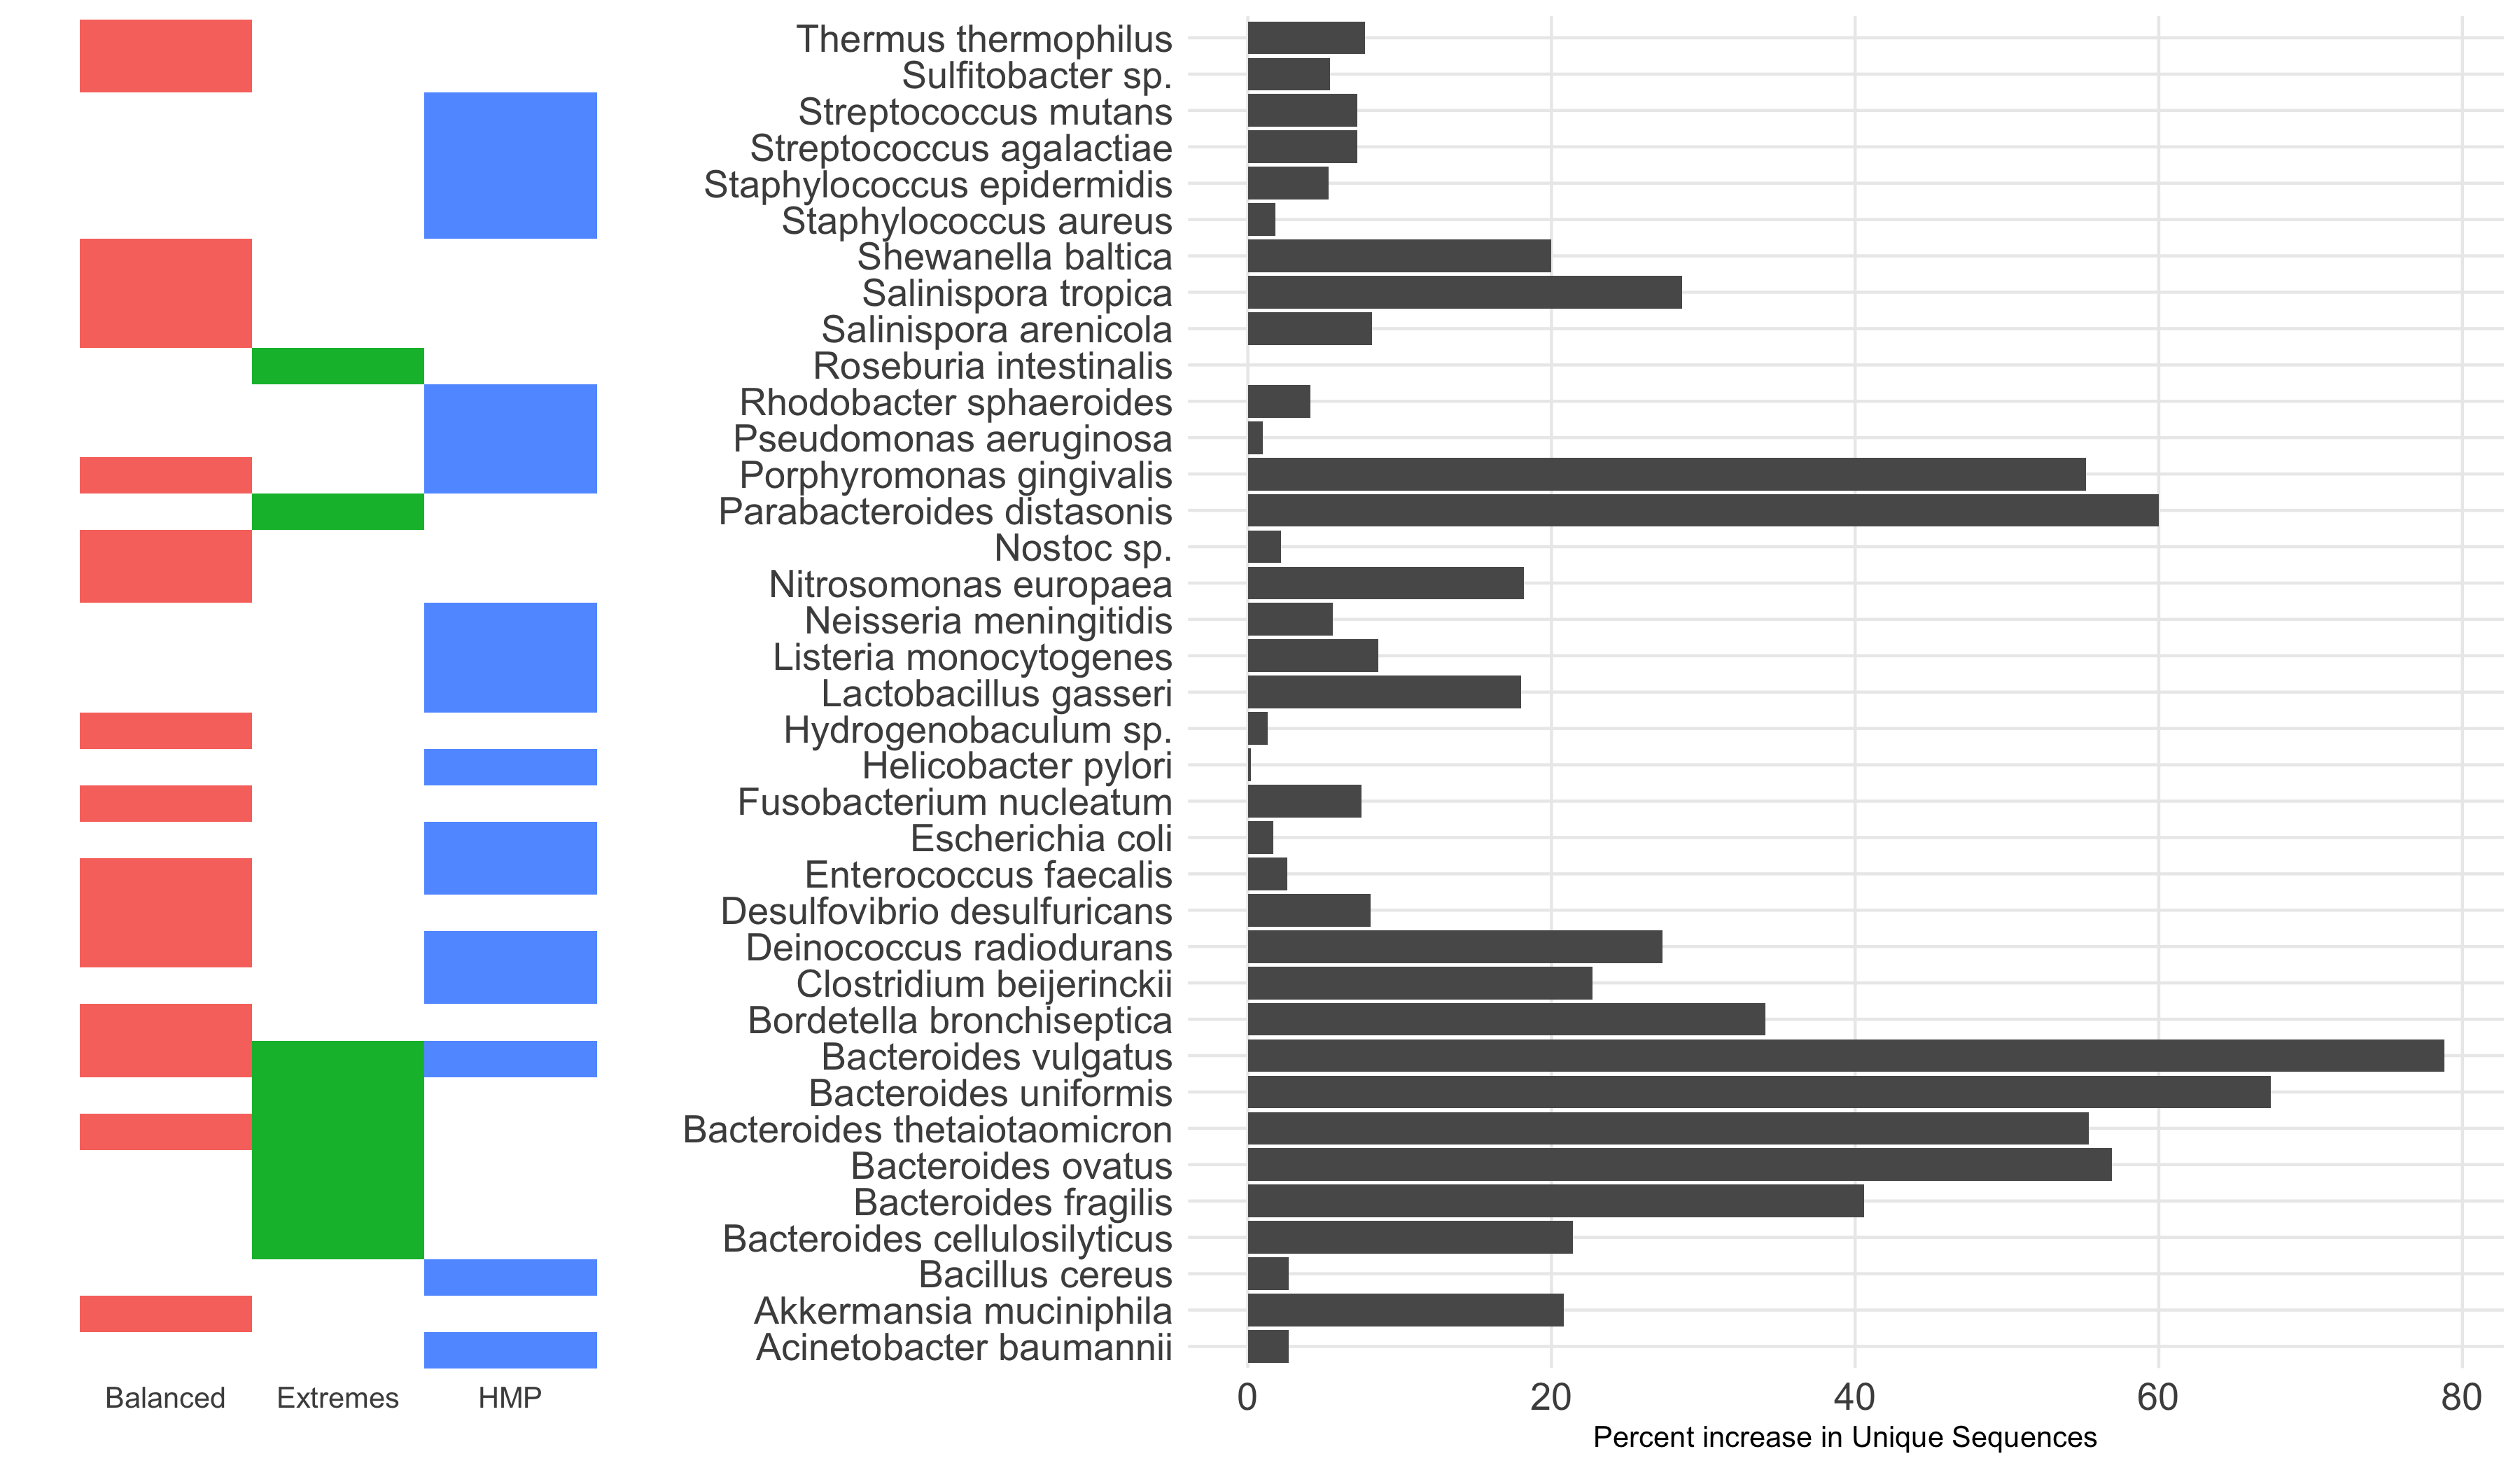 Thermus thermophilus
Sulfitobacter sp.
Streptococcus mutans
Streptococcus agalactiae
Staphylococcus epidermidis
Staphylococcus aureus
Shewanella baltica
Salinispora tropica
Salinispora arenicola
Roseburia intestinalis
Rhodobacter sphaeroides
Pseudomonas aeruginosa
Porphyromonas gingivalis
Parabacteroides distasonis
Nostoc sp.
Nitrosomonas europaea
Neisseria meningitidis
Listeria monocytogenes
Lactobacillus gasseri
Hydrogenobaculum sp.
Helicobacter pylori
Fusobacterium nucleatum
Escherichia coli
Enterococcus faecalis
Desulfovibrio desulfuricans
Deinococcus radiodurans
Clostridium beijerinckii
Bordetella bronchiseptica
Bacteroides vulgatus
Bacteroides uniformis
Bacteroides thetaiotaomicron
Bacteroides ovatus
Bacteroides fragilis
Bacteroides cellulosilyticus
Bacillus cereus
Akkermansia muciniphila
Acinetobacter baumannii
Balanced Extremes HMP
0 20 40 60 80
Percent increase in Unique Sequences